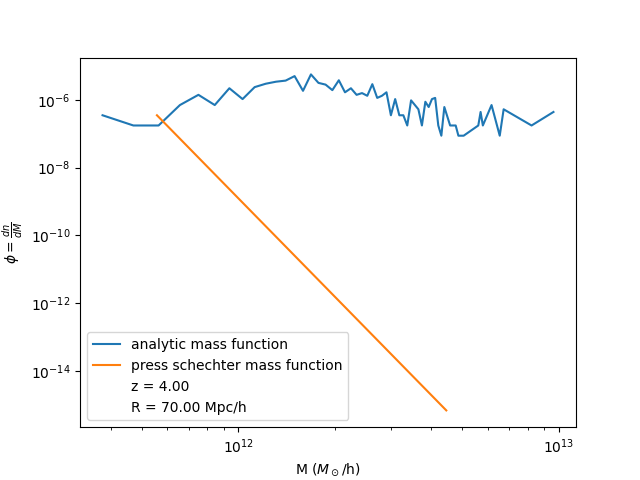 10⁻⁶
10⁻⁸
10⁻¹⁰
10⁻¹²
10⁻¹⁴
ϕ = dn/dM
analytic mass function
press schechter mass function
z = 4.00
R = 70.00 Mpc/h
10¹²
10¹³
M (M⊙/h)